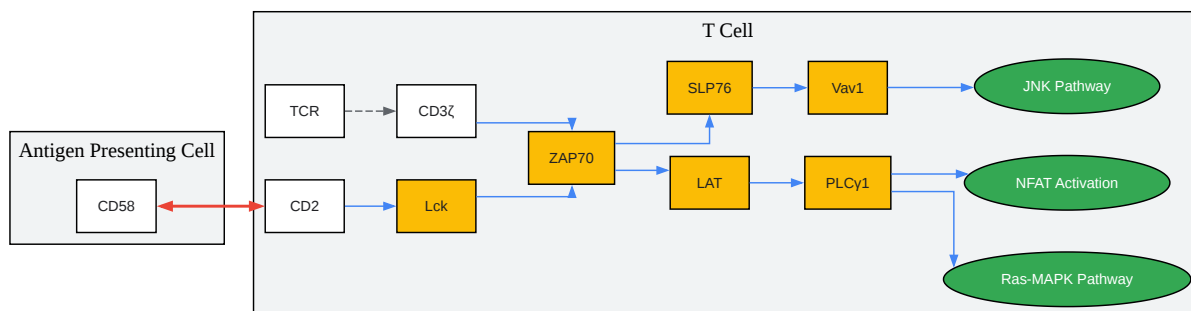 T Cell
SLP76
Vav1
JNK Pathway
TCR
CD3ζ
Antigen Presenting Cell
ZAP70
LAT
PLCγ1
NFAT Activation
CD58
CD2
Lck
Ras-MAPK Pathway